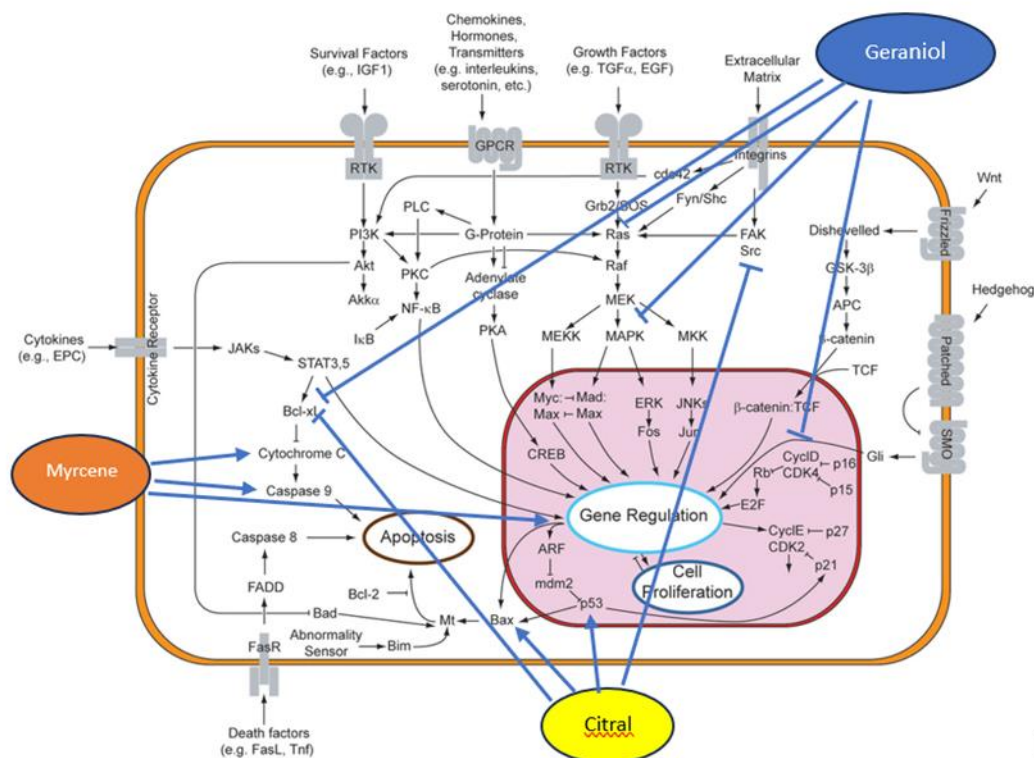 Chemokines,
Hormones,
Transmitters
(e.g. interleukins,
serotonin, etc.)
Survival Factors
(e.g., IGF1)
Growth Factors
(e.g. TGFα, EGF)
Extracellular
Matrix
Geraniol
RTK
GPCR
RTK
Integrins
cdc42
Grb2/SOS
Fyn/Shc
Wnt
Frizzled
PLC
PI3K
G-Protein
Ras
FAK
Src
Dishevelled
Akt
PKC
Adenylate
cyclase
Raf
GSK-3β
Akkα
NF-κB
MEK
APC
Hedgehog
PKA
IκB
MEKK
MAPK
MKK
β-catenin
Patched
Cytokines
(e.g., EPC)
Cytokine Receptor
JAKs
STAT3,5
TCF
Bcl-xL
Myc:
Max
Mad:
Max
ERK
JNKs
β-catenin:TCF
Fos
Jun
SMO
Gli
Myrcene
Cytochrome C
CREB
CyclD
CDK4
p16
p15
Rb
E2F
Caspase 9
Gene Regulation
Apoptosis
CyclE
CDK2
p27
p21
Caspase 8
ARF
mdm2
Cell
Proliferation
FADD
Bcl-2
p53
Bad
Mt
Bax
FasR
Abnormality
Sensor
Bim
Citral
Death factors
(e.g. FasL, Tnf)